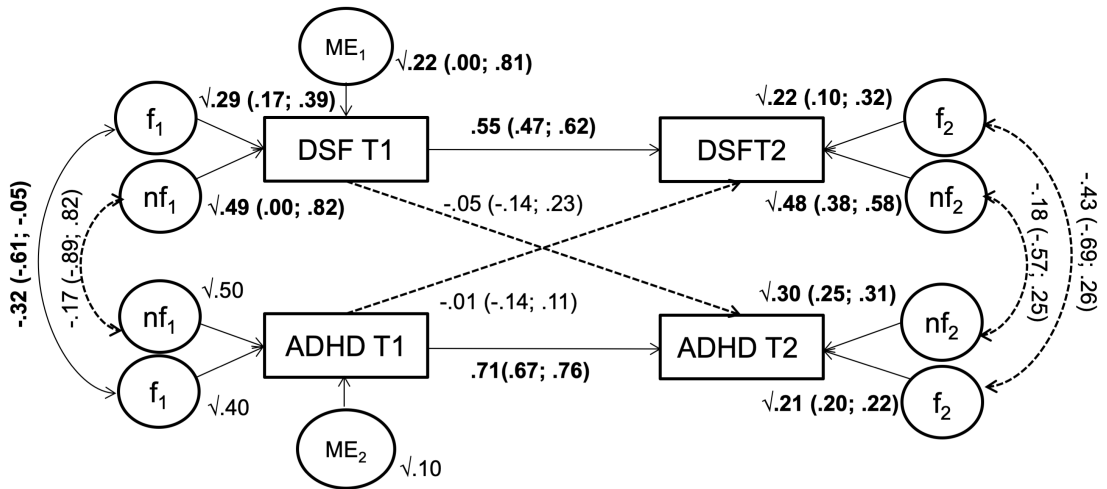 ME₁
√.22 (.00; .81)
f₁
√.29 (.17; .39)
DSF T1
.55 (.47; .62)
DSFT2
√.22 (.10; .32)
f₂
nf₁
√.49 (.00; .82)
-.05 (-.14; .23)
√.48 (.38; .58)
nf₂
-.32 (-.61; -.05)
-.17 (-.89; .82)
-.18 (-.57; .25)
-.43 (-.69; .26)
nf₁
√.50
-.01 (-.14; .11)
√.30 (.25; .31)
nf₂
ADHD T1
.71(.67; .76)
ADHD T2
f₁
√.40
√.21 (.20; .22)
f₂
ME₂
√.10